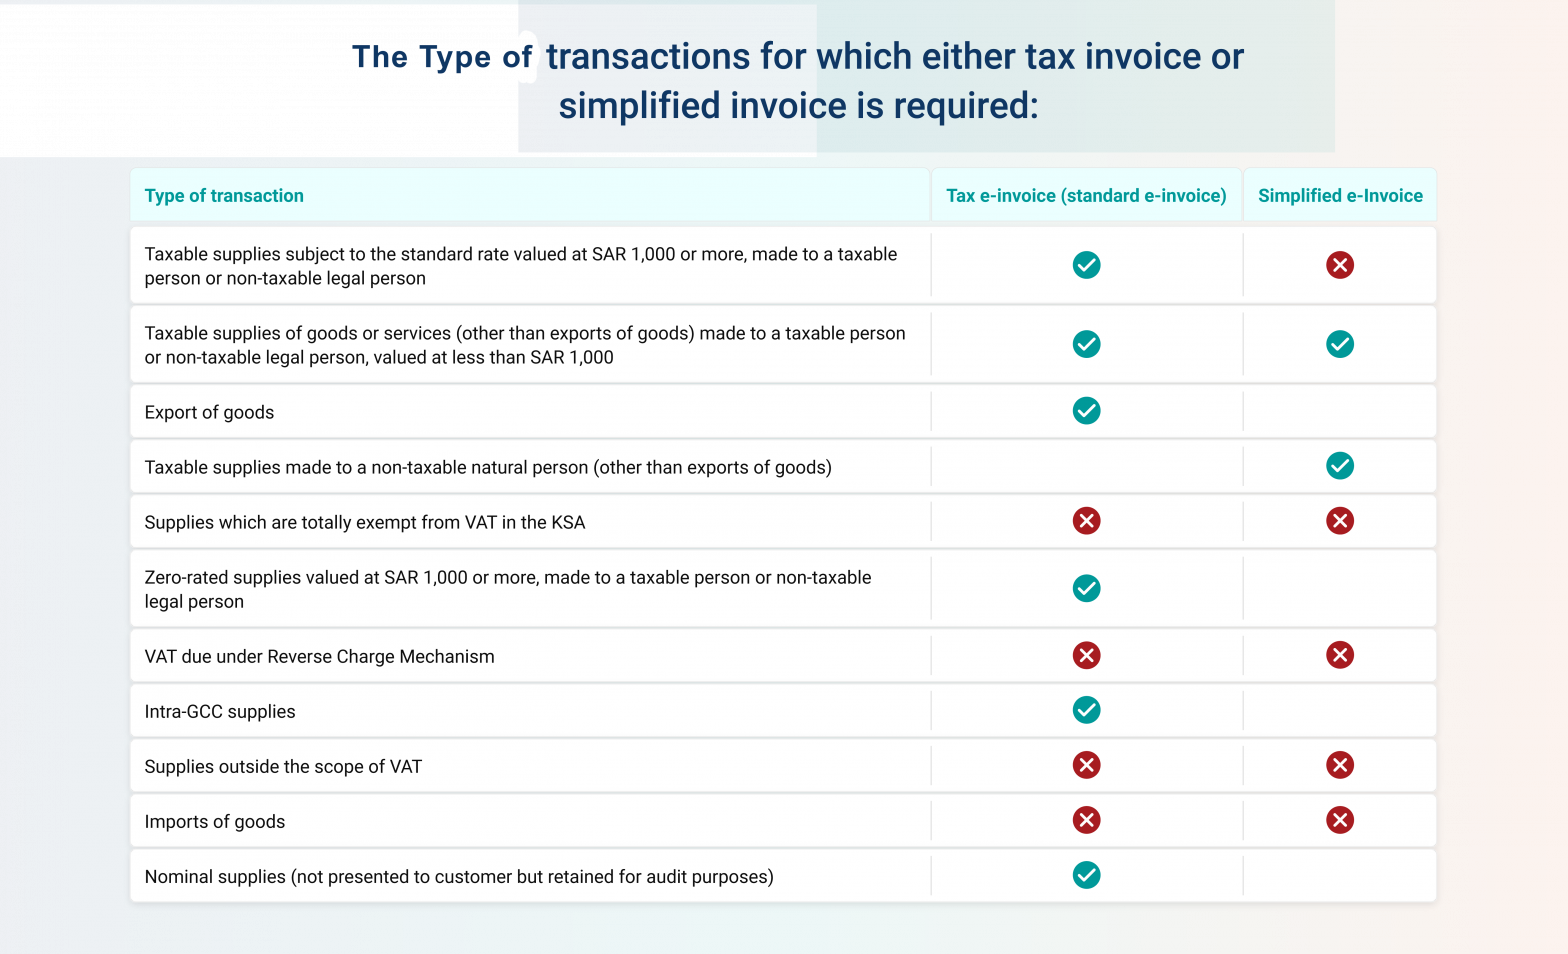 The Type of transactions for which either tax invoice or
simplified invoice is required:
Type of transaction Tax e-invoice (standard e-invoice) Simplified e-Invoice
Taxable supplies subject to the standard rate valued at SAR 1,000 or more, made to a taxable
person or non-taxable legal person
Taxable supplies of goods or services (other than exports of goods) made to a taxable person
or non-taxable legal person, valued at less than SAR 1,000
Export of goods
Taxable supplies made to a non-taxable natural person (other than exports of goods)
Supplies which are totally exempt from VAT in the KSA
Zero-rated supplies valued at SAR 1,000 or more, made to a taxable person or non-taxable
legal person
VAT due under Reverse Charge Mechanism
Intra-GCC supplies
Supplies outside the scope of VAT
Imports of goods
Nominal supplies (not presented to customer but retained for audit purposes)